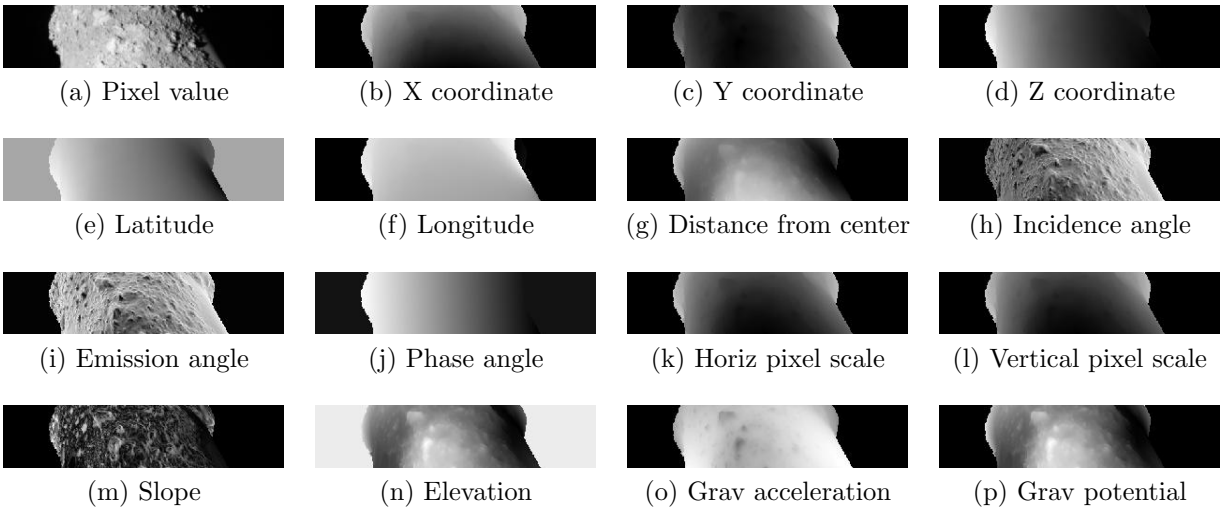 (a) Pixel value
(b) X coordinate
(c) Y coordinate
(d) Z coordinate
(e) Latitude
(f) Longitude
(g) Distance from center
(h) Incidence angle
(i) Emission angle
(j) Phase angle
(k) Horiz pixel scale
(l) Vertical pixel scale
(m) Slope
(n) Elevation
(o) Grav acceleration
(p) Grav potential